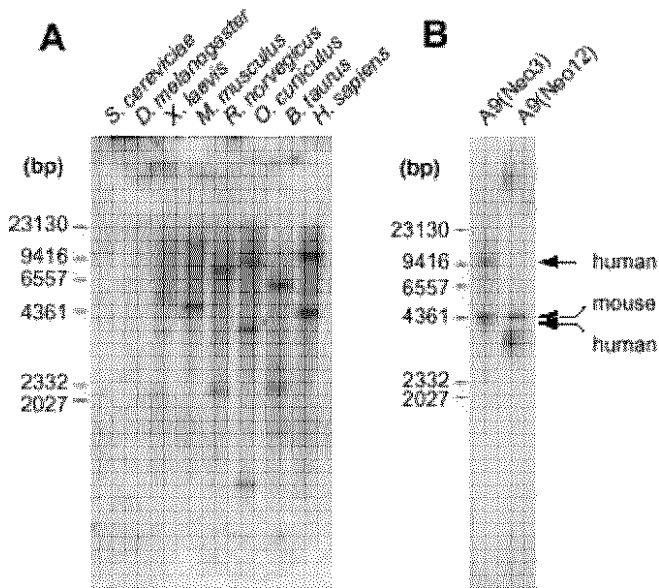 A
S. cerevidae
D. melanogaster
X. laevis
M. musculus
R. norvegicus
O. cuniculus
B. taurus
H. sapiens
(bp)
23130
9416
6557
4361
2332
2027
B
A9(Neo3)
A9(Neo12)
(bp)
23130
9416
6557
4361
2332
2027
human
mouse
human